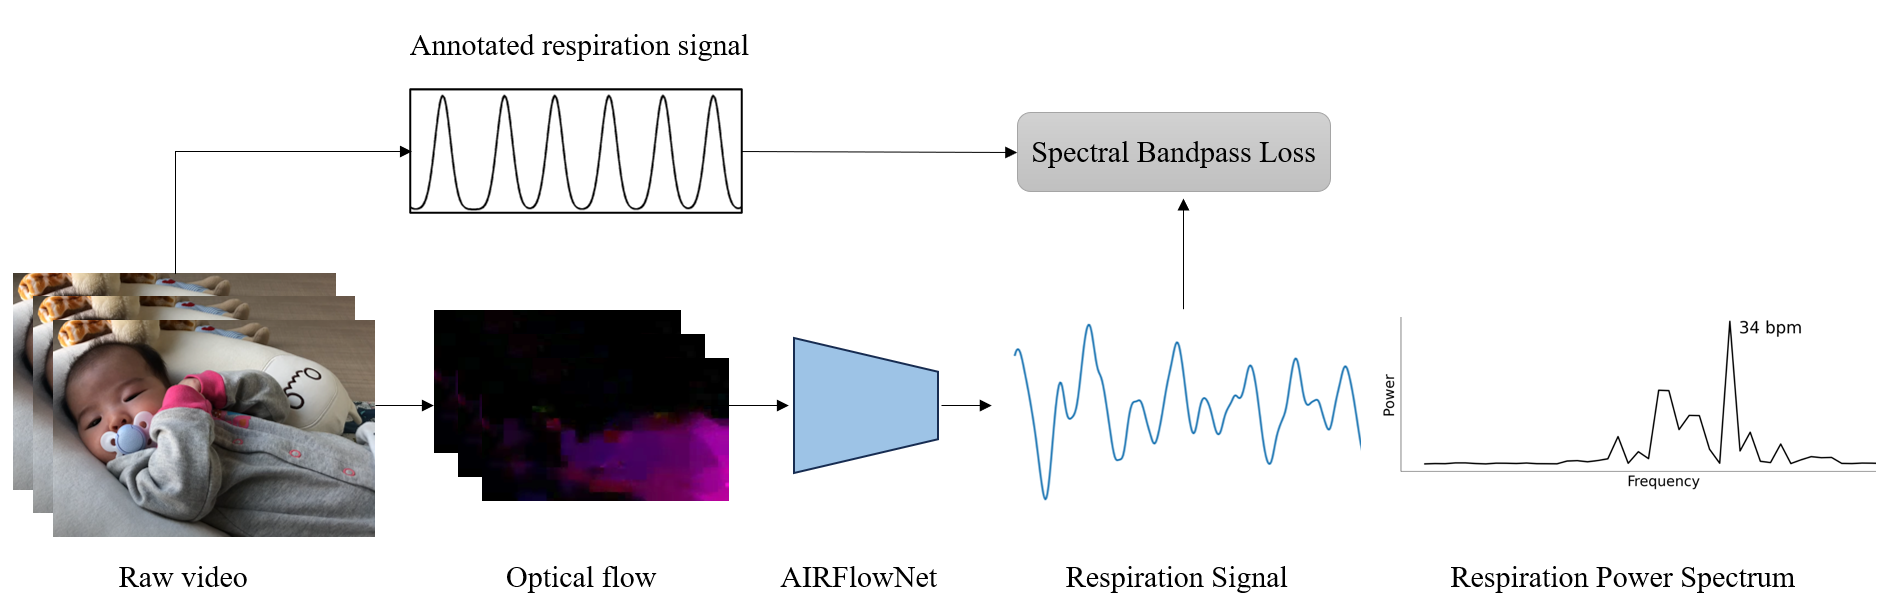 Annotated respiration signal
Spectral Bandpass Loss
34 bpm
Power
Frequency
Raw video
Optical flow
AIRFlowNet
Respiration Signal
Respiration Power Spectrum